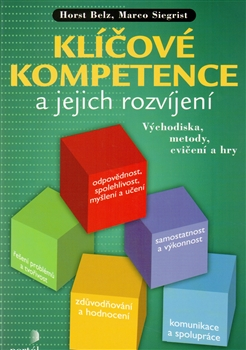 Horst Belz, Marco Siegrist
KLÍČOVÉ
KOMPETENCE
a jejich rozvíjení
Východiska,
metody,
cvičení a hry
odpovědnost,
spolehlivost,
myšlení a učení
samostatnost
a výkonnost
řešení problémů
a tvořivost
zdůvodňování
a hodnocení
komunikace
a spolupráce
portál